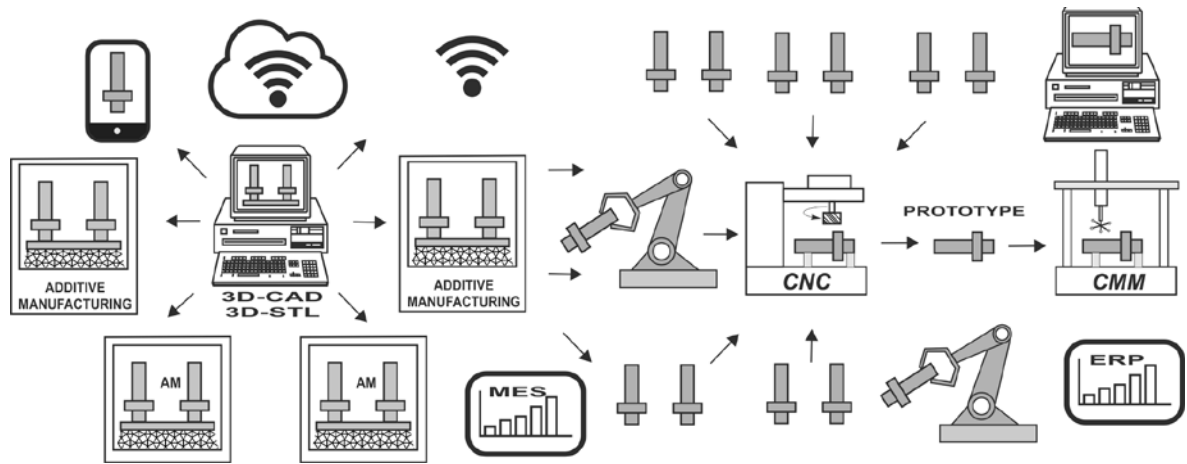 ADDITIVE
MANUFACTURING
3D-CAD
3D-STL
ADDITIVE
MANUFACTURING
AM
AM
MES
CNC
PROTOTYPE
CMM
ERP